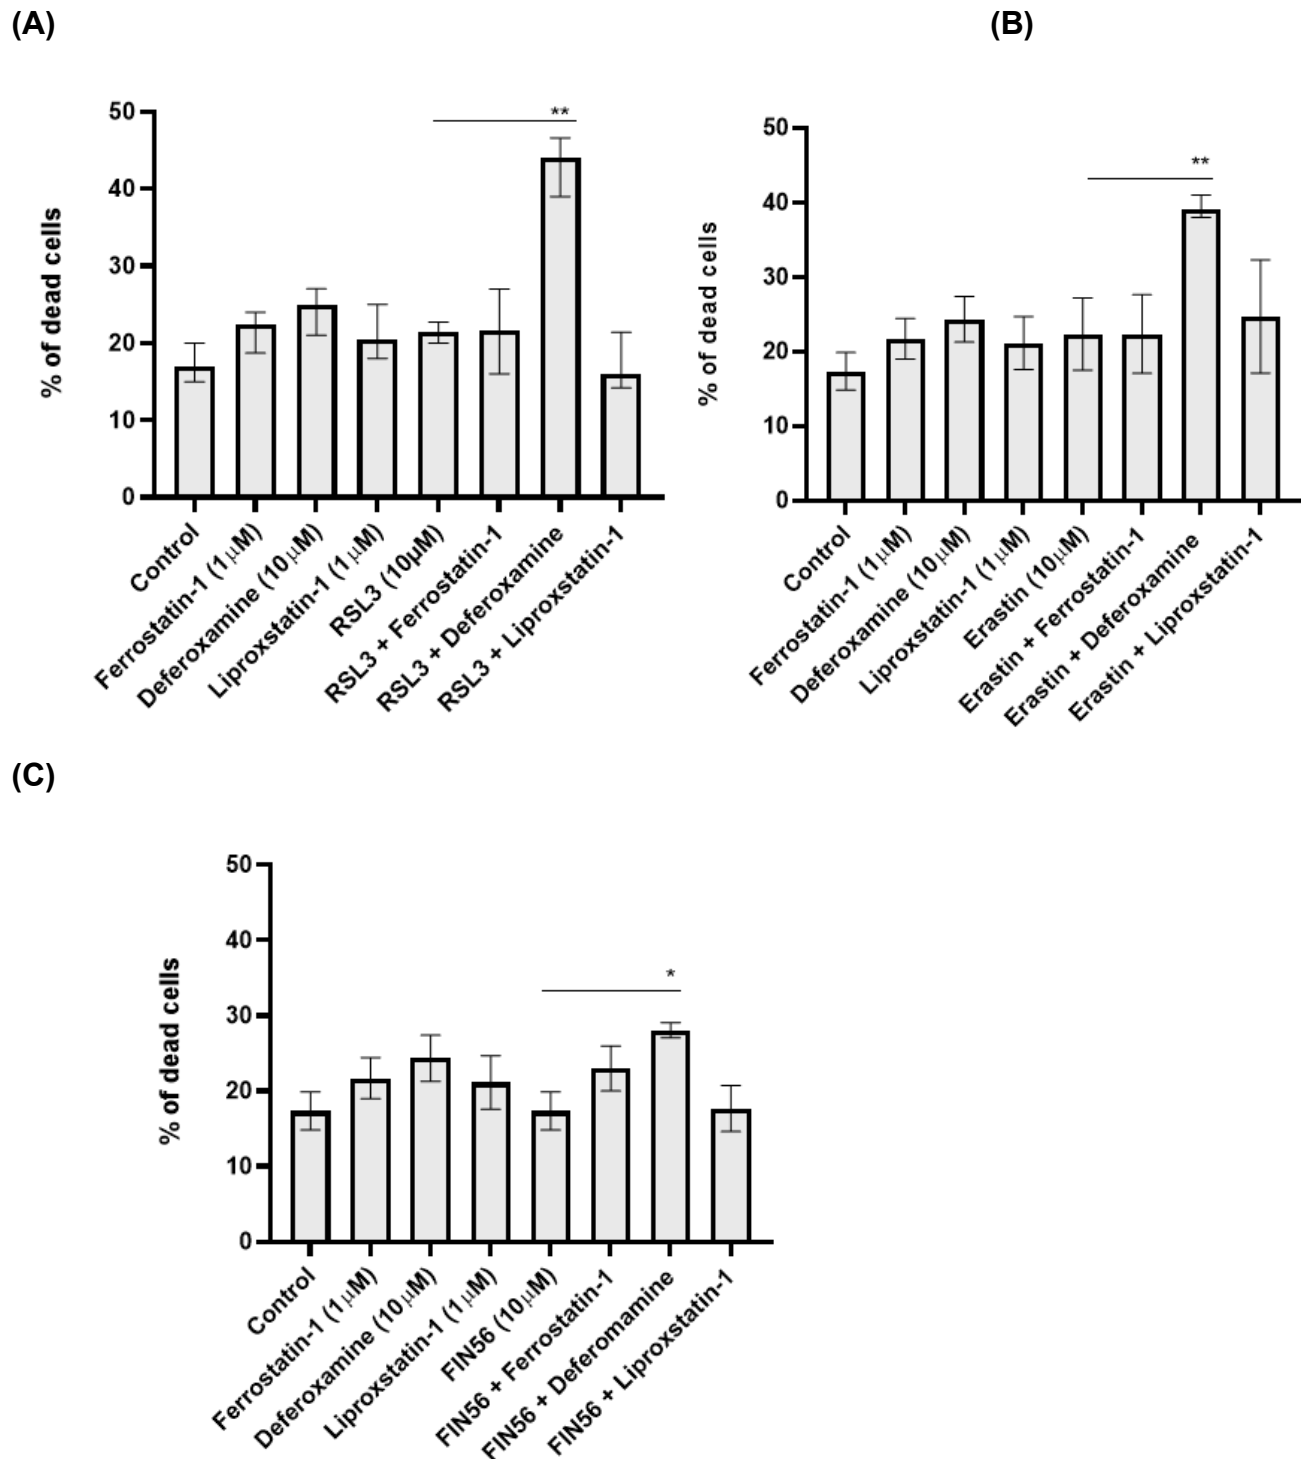 (A)
(B)
% of dead cells
50
40
30
20
10
0
**
Control
Ferrostatin-1 (1μM)
Deferoxamine (10μM)
Liproxstatin-1 (1μM)
RSL3 (10μM)
RSL3 + Ferrostatin-1
RSL3 + Deferoxamine
RSL3 + Liproxstatin-1
% of dead cells
50
40
30
20
10
0
**
Control
Ferrostatin-1 (1μM)
Deferoxamine (10μM)
Liproxstatin-1 (1μM)
Erastin (10μM)
Erastin + Ferrostatin-1
Erastin + Deferoxamine
Erastin + Liproxstatin-1
(C)
% of dead cells
50
40
30
20
10
0
*
Control
Ferrostatin-1 (1μM)
Deferoxamine (10μM)
Liproxstatin-1 (1μM)
FIN56 (10μM)
FIN56 + Ferrostatin-1
FIN56 + Deferomamine
FIN56 + Liproxstatin-1